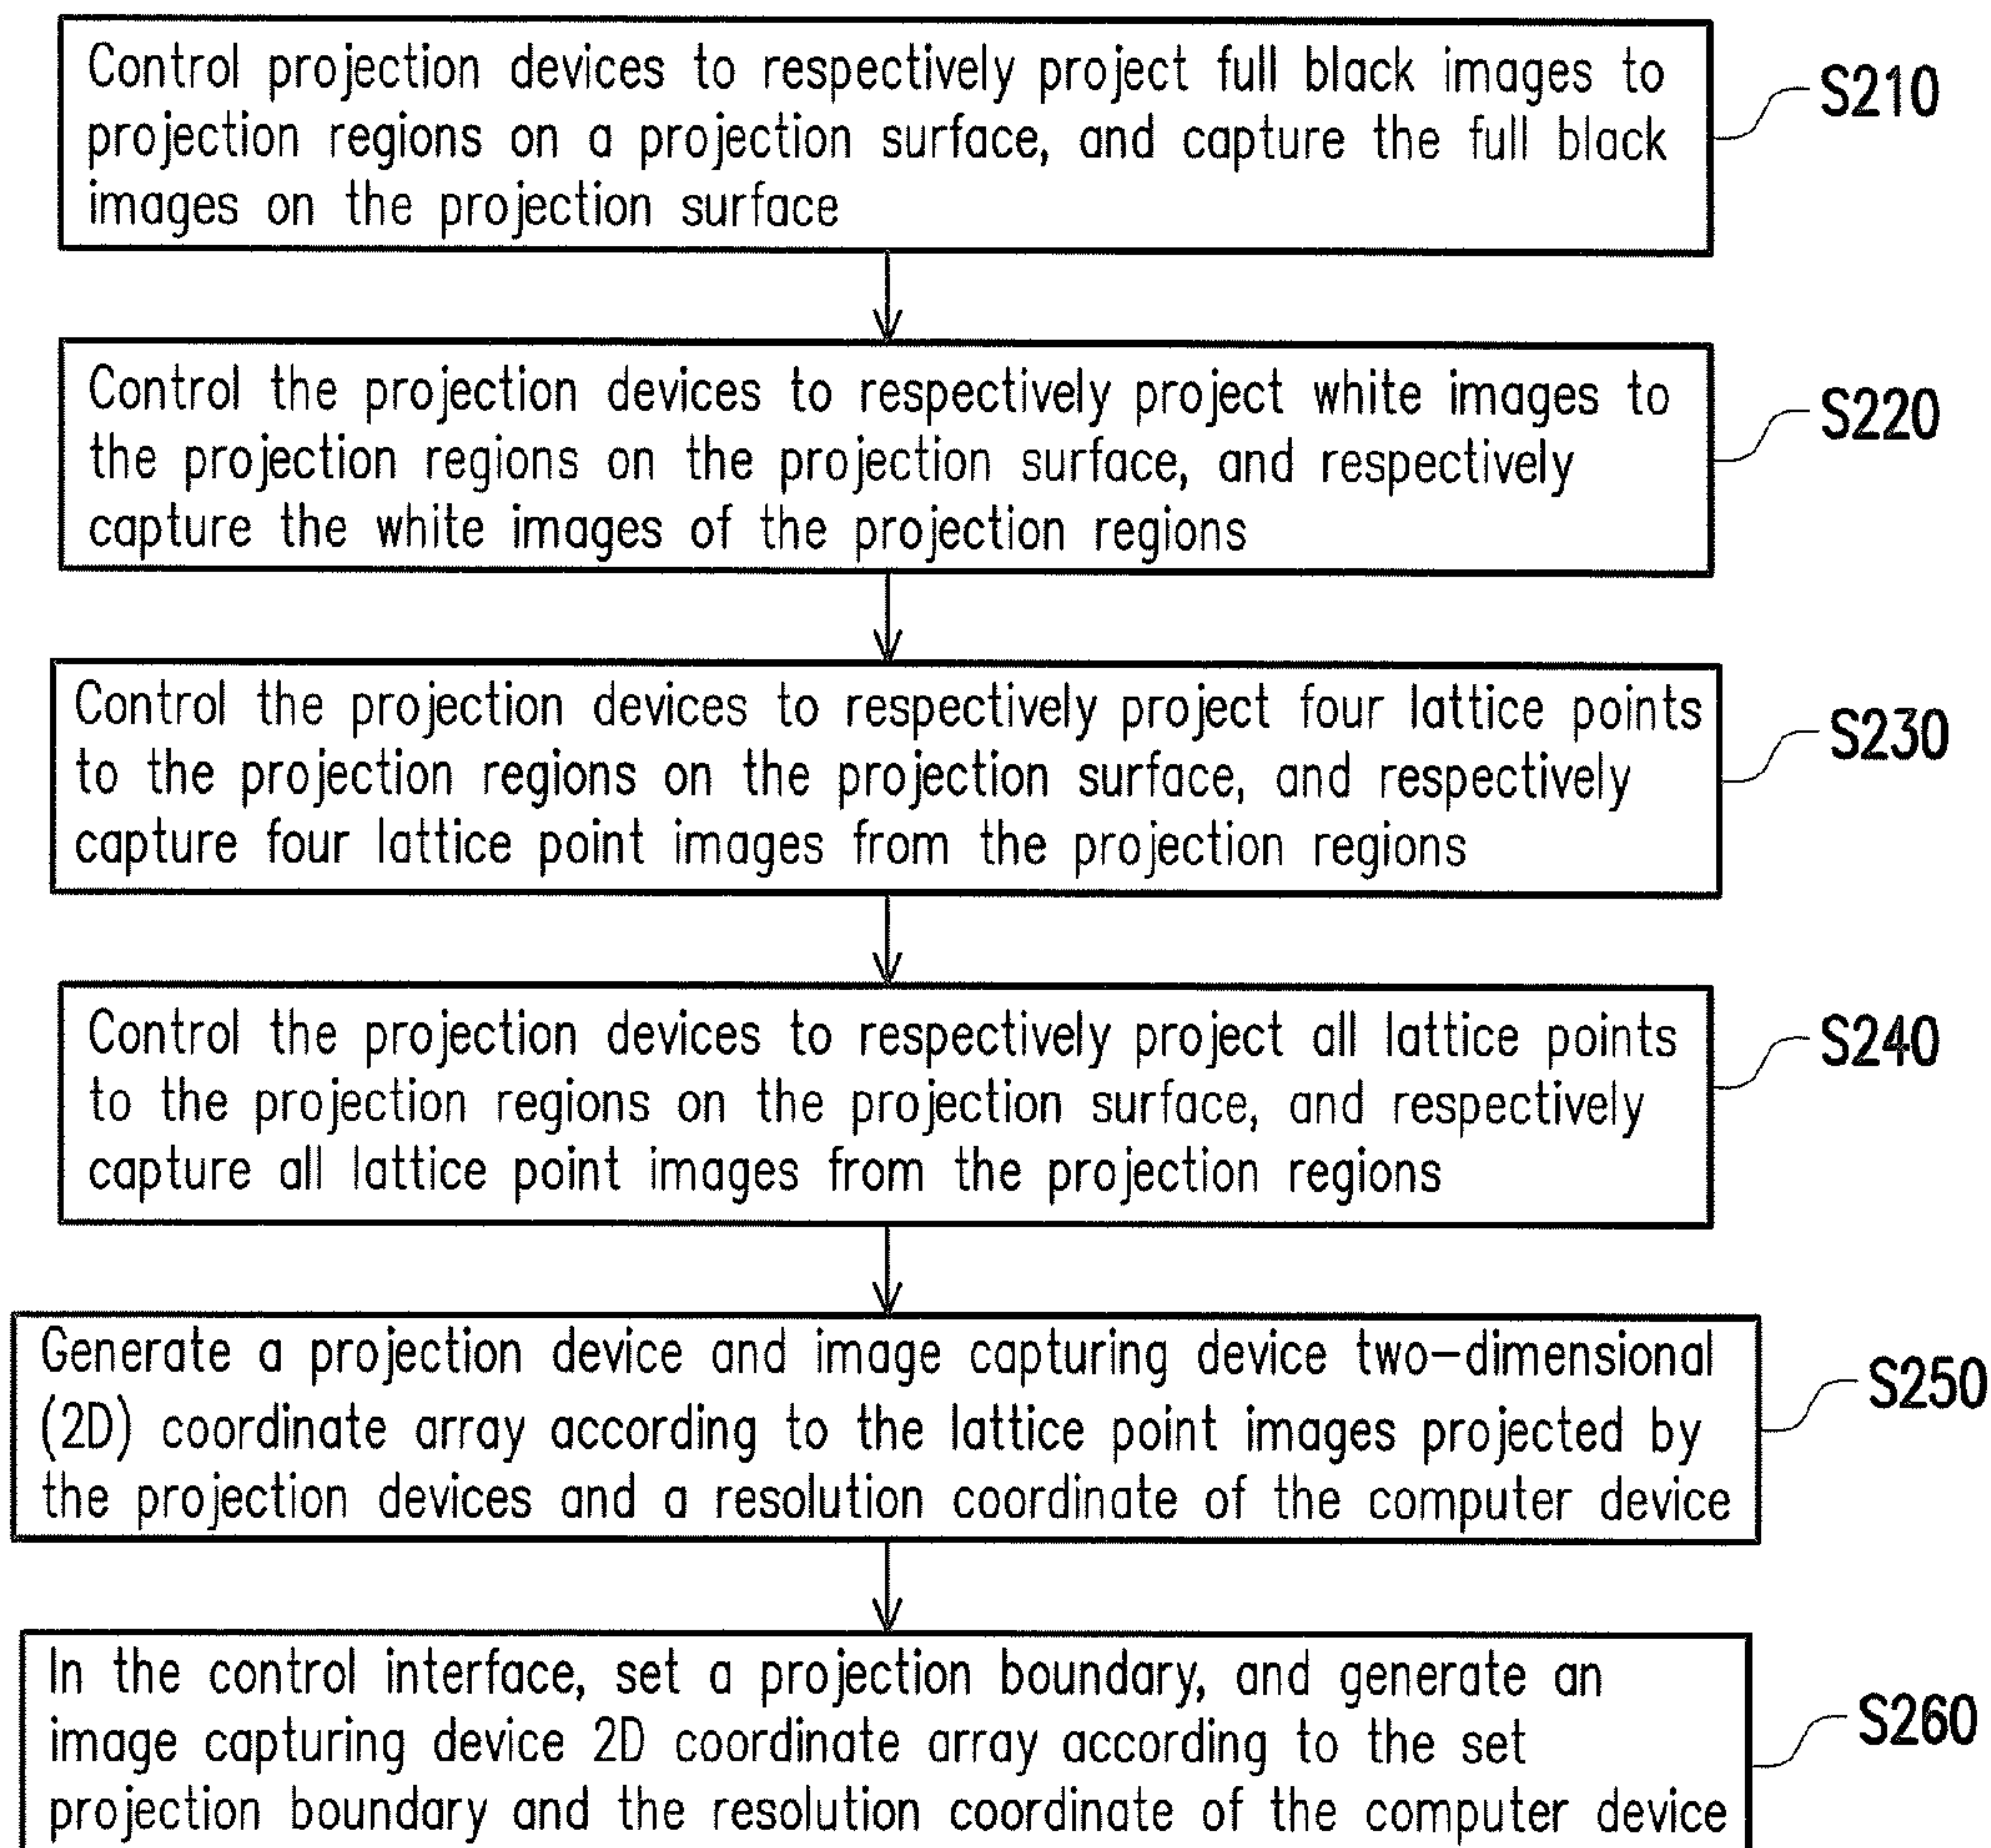 Control projection devices to respectively project full black images to
projection regions on a projection surface, and capture the full black
images on the projection surface
S210
Control the projection devices to respectively project white images to
the projection regions on the projection surface, and respectively
capture the white images of the projection regions
S220
Control the projection devices to respectively project four lattice points
to the projection regions on the projection surface, and respectively
capture four lattice point images from the projection regions
S230
Control the projection devices to respectively project all lattice points
to the projection regions on the projection surface, and respectively
capture all lattice point images from the projection regions
S240
Generate a projection device and image capturing device two-dimensional
(2D) coordinate array according to the lattice point images projected by
the projection devices and a resolution coordinate of the computer device
S250
In the control interface, set a projection boundary, and generate an
image capturing device 2D coordinate array according to the set
projection boundary and the resolution coordinate of the computer device
S260